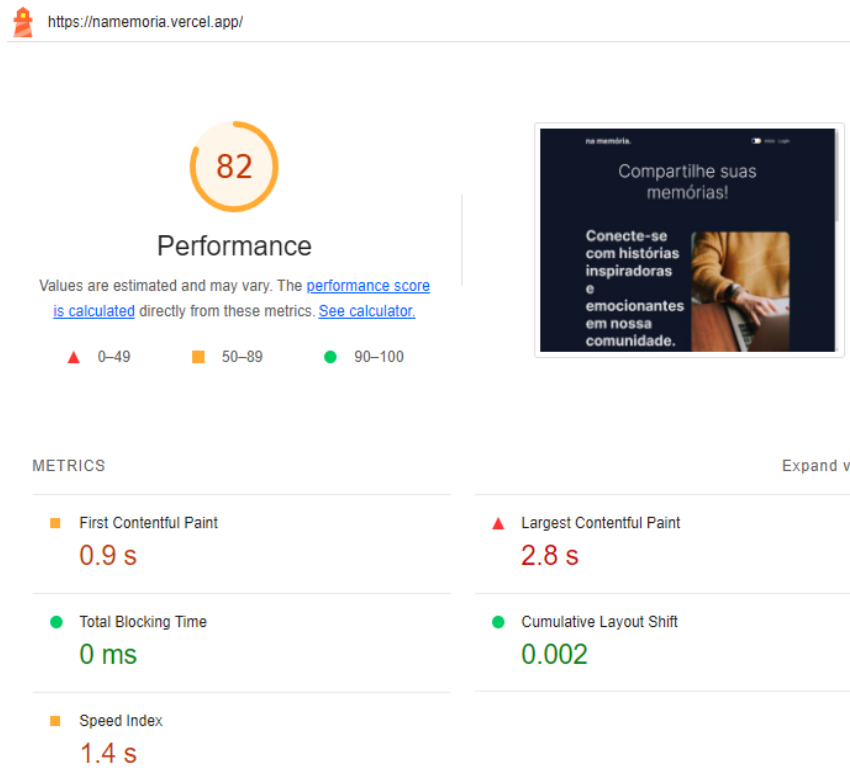 https://namemoria.vercel.app/
82
Performance
Values are estimated and may vary. The performance score
is calculated directly from these metrics. See calculator.
0–49
50–89
90–100
na memória.
Login
Compartilhe suas
memórias!
Conecte-se
com histórias
inspiradoras
e
emocionantes
em nossa
comunidade.
METRICS
Expand v
First Contentful Paint
0.9 s
Largest Contentful Paint
2.8 s
Total Blocking Time
0 ms
Cumulative Layout Shift
0.002
Speed Index
1.4 s